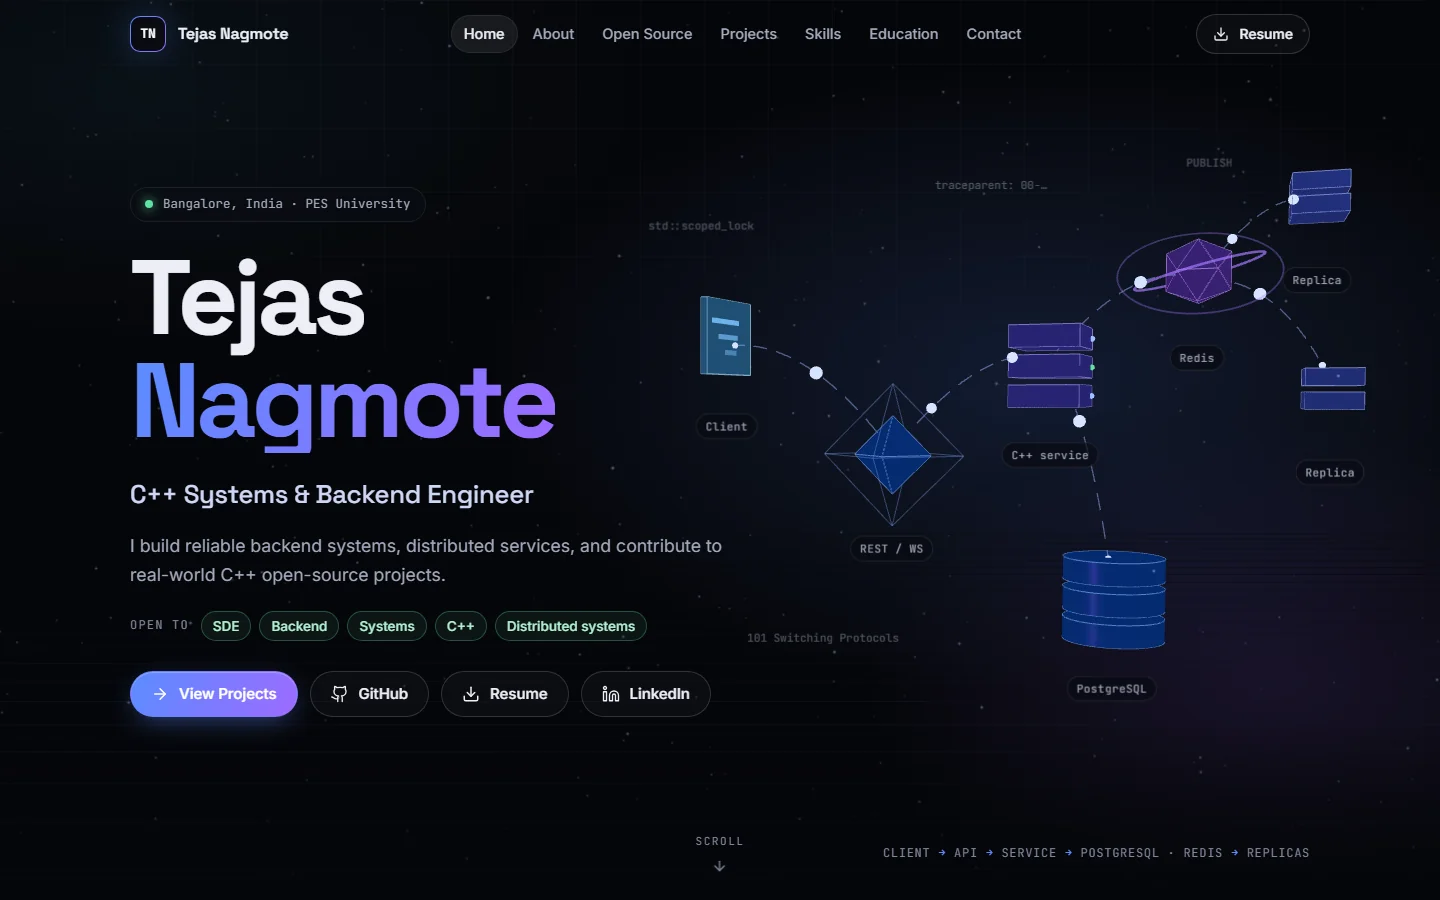 TN Tejas Nagmote
Home About Open Source Projects Skills Education Contact
Resume
Bangalore, India · PES University
Tejas
Nagmote
C++ Systems & Backend Engineer
I build reliable backend systems, distributed services, and contribute to
real-world C++ open-source projects.
OPEN TO SDE Backend Systems C++ Distributed systems
View Projects GitHub Resume LinkedIn
PUBLISH
traceparent: 00-…
std::scoped_lock
Replica
Redis
Client
C++ service
Replica
REST / WS
101 Switching Protocols
PostgreSQL
SCROLL
CLIENT → API → SERVICE → POSTGRESQL · REDIS → REPLICAS